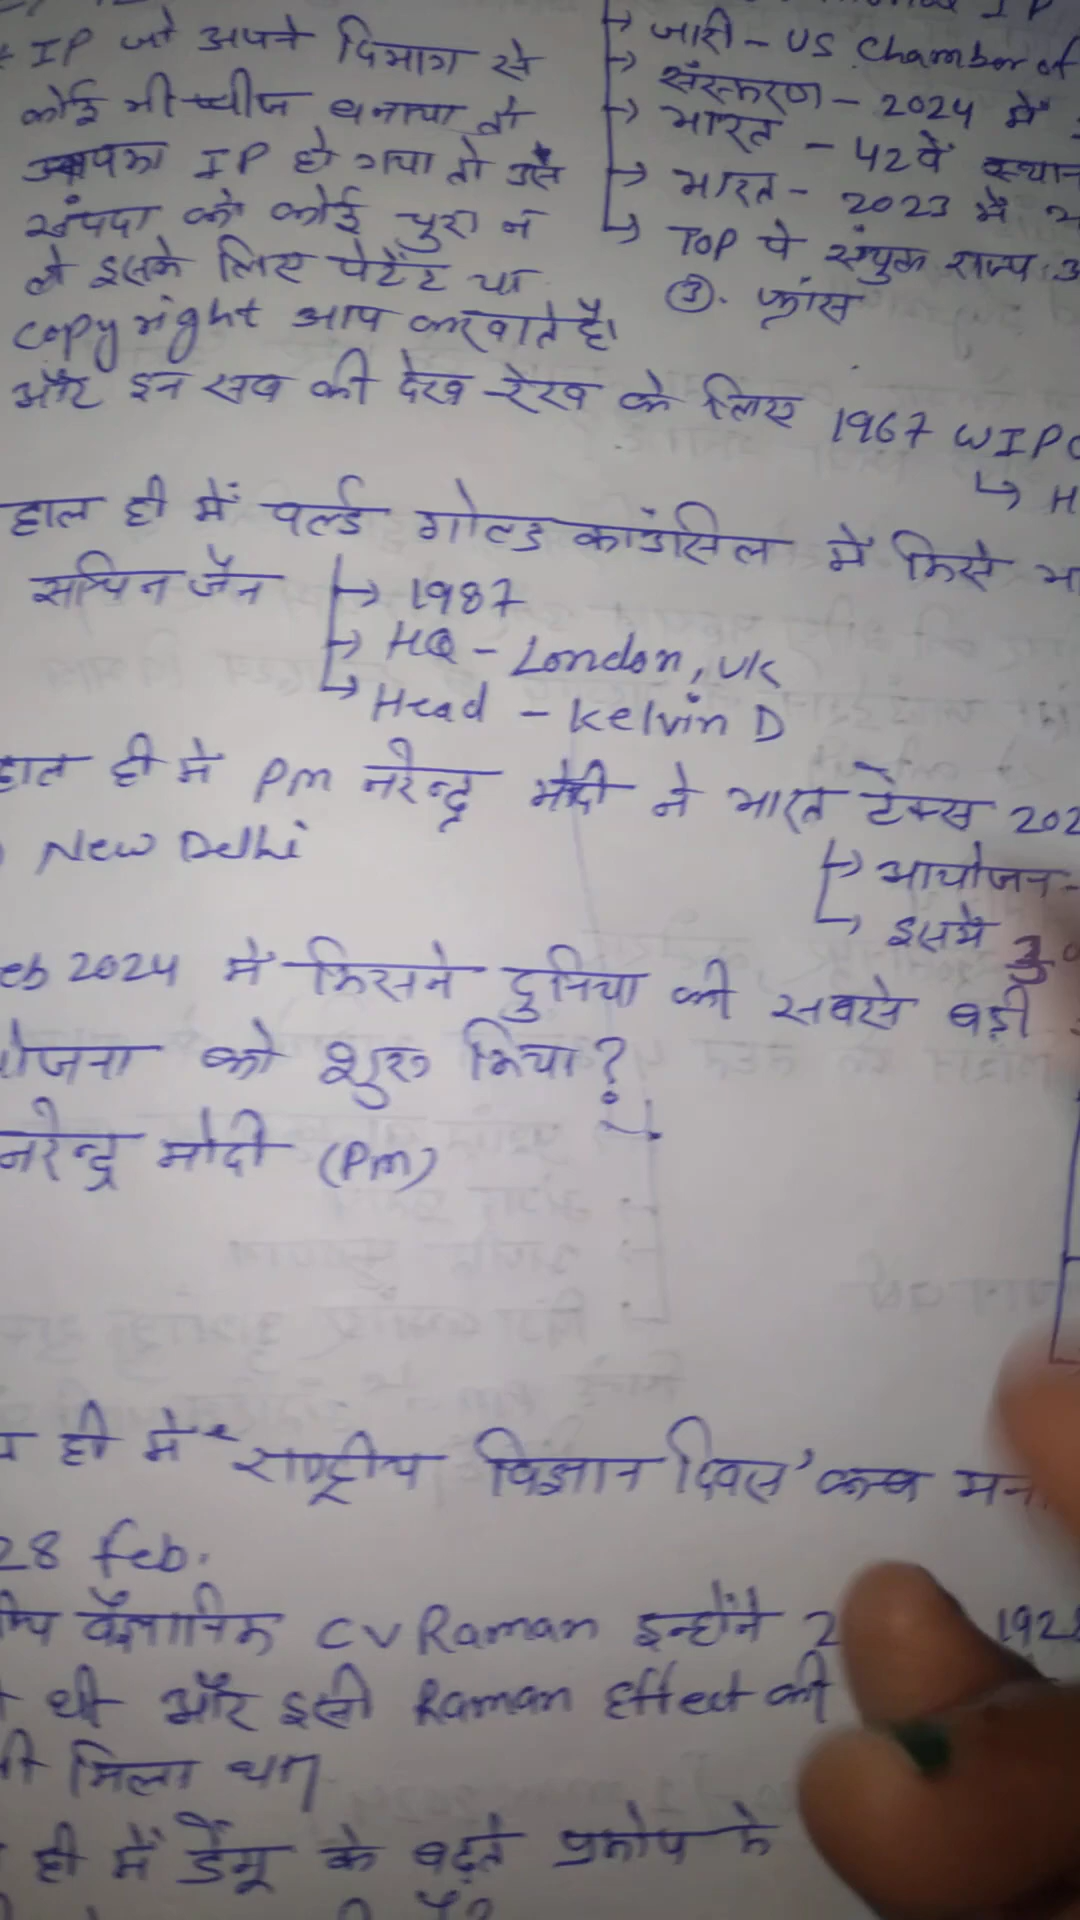 IP जो अपने दिमाग से
कोई भी चीज बनाया तो
आपका IP हो गया तो उस
संपदा को कोई चुरा न
ले इसके लिए पेटेंट या
copyright आप करवाते है।
→ जारी - US Chamber of
→ संस्करण - 2024 में
→ भारत - 42वें स्थान
→ भारत - 2023 में
→ TOP पे संयुक्त राज्य
③. फ्रांस
और इन सब की देख-रेख के लिए 1967 WIPO
↳ H
हाल ही में वर्ल्ड गोल्ड काउंसिल में किसे
सचिन जैन
→ 1987
→ HQ - London, UK
→ Head - Kelvin D
हाल ही में PM नरेन्द्र मोदी ने भारत टेक्स 202
New Delhi
→ आयोजन -
→ इसमें
eb 2024 में किसने दुनिया की सबसे बड़ी
योजना को शुरु किया?
नरेन्द्र मोदी (PM)
ही में "राष्ट्रीय विज्ञान दिवस' कब
28 feb.
वैज्ञानिक CV Raman इन्होंने 2 192
थी और इसी Raman Effect की
मिला था
ही में डेंगू के बढ़ते प्रकोप के